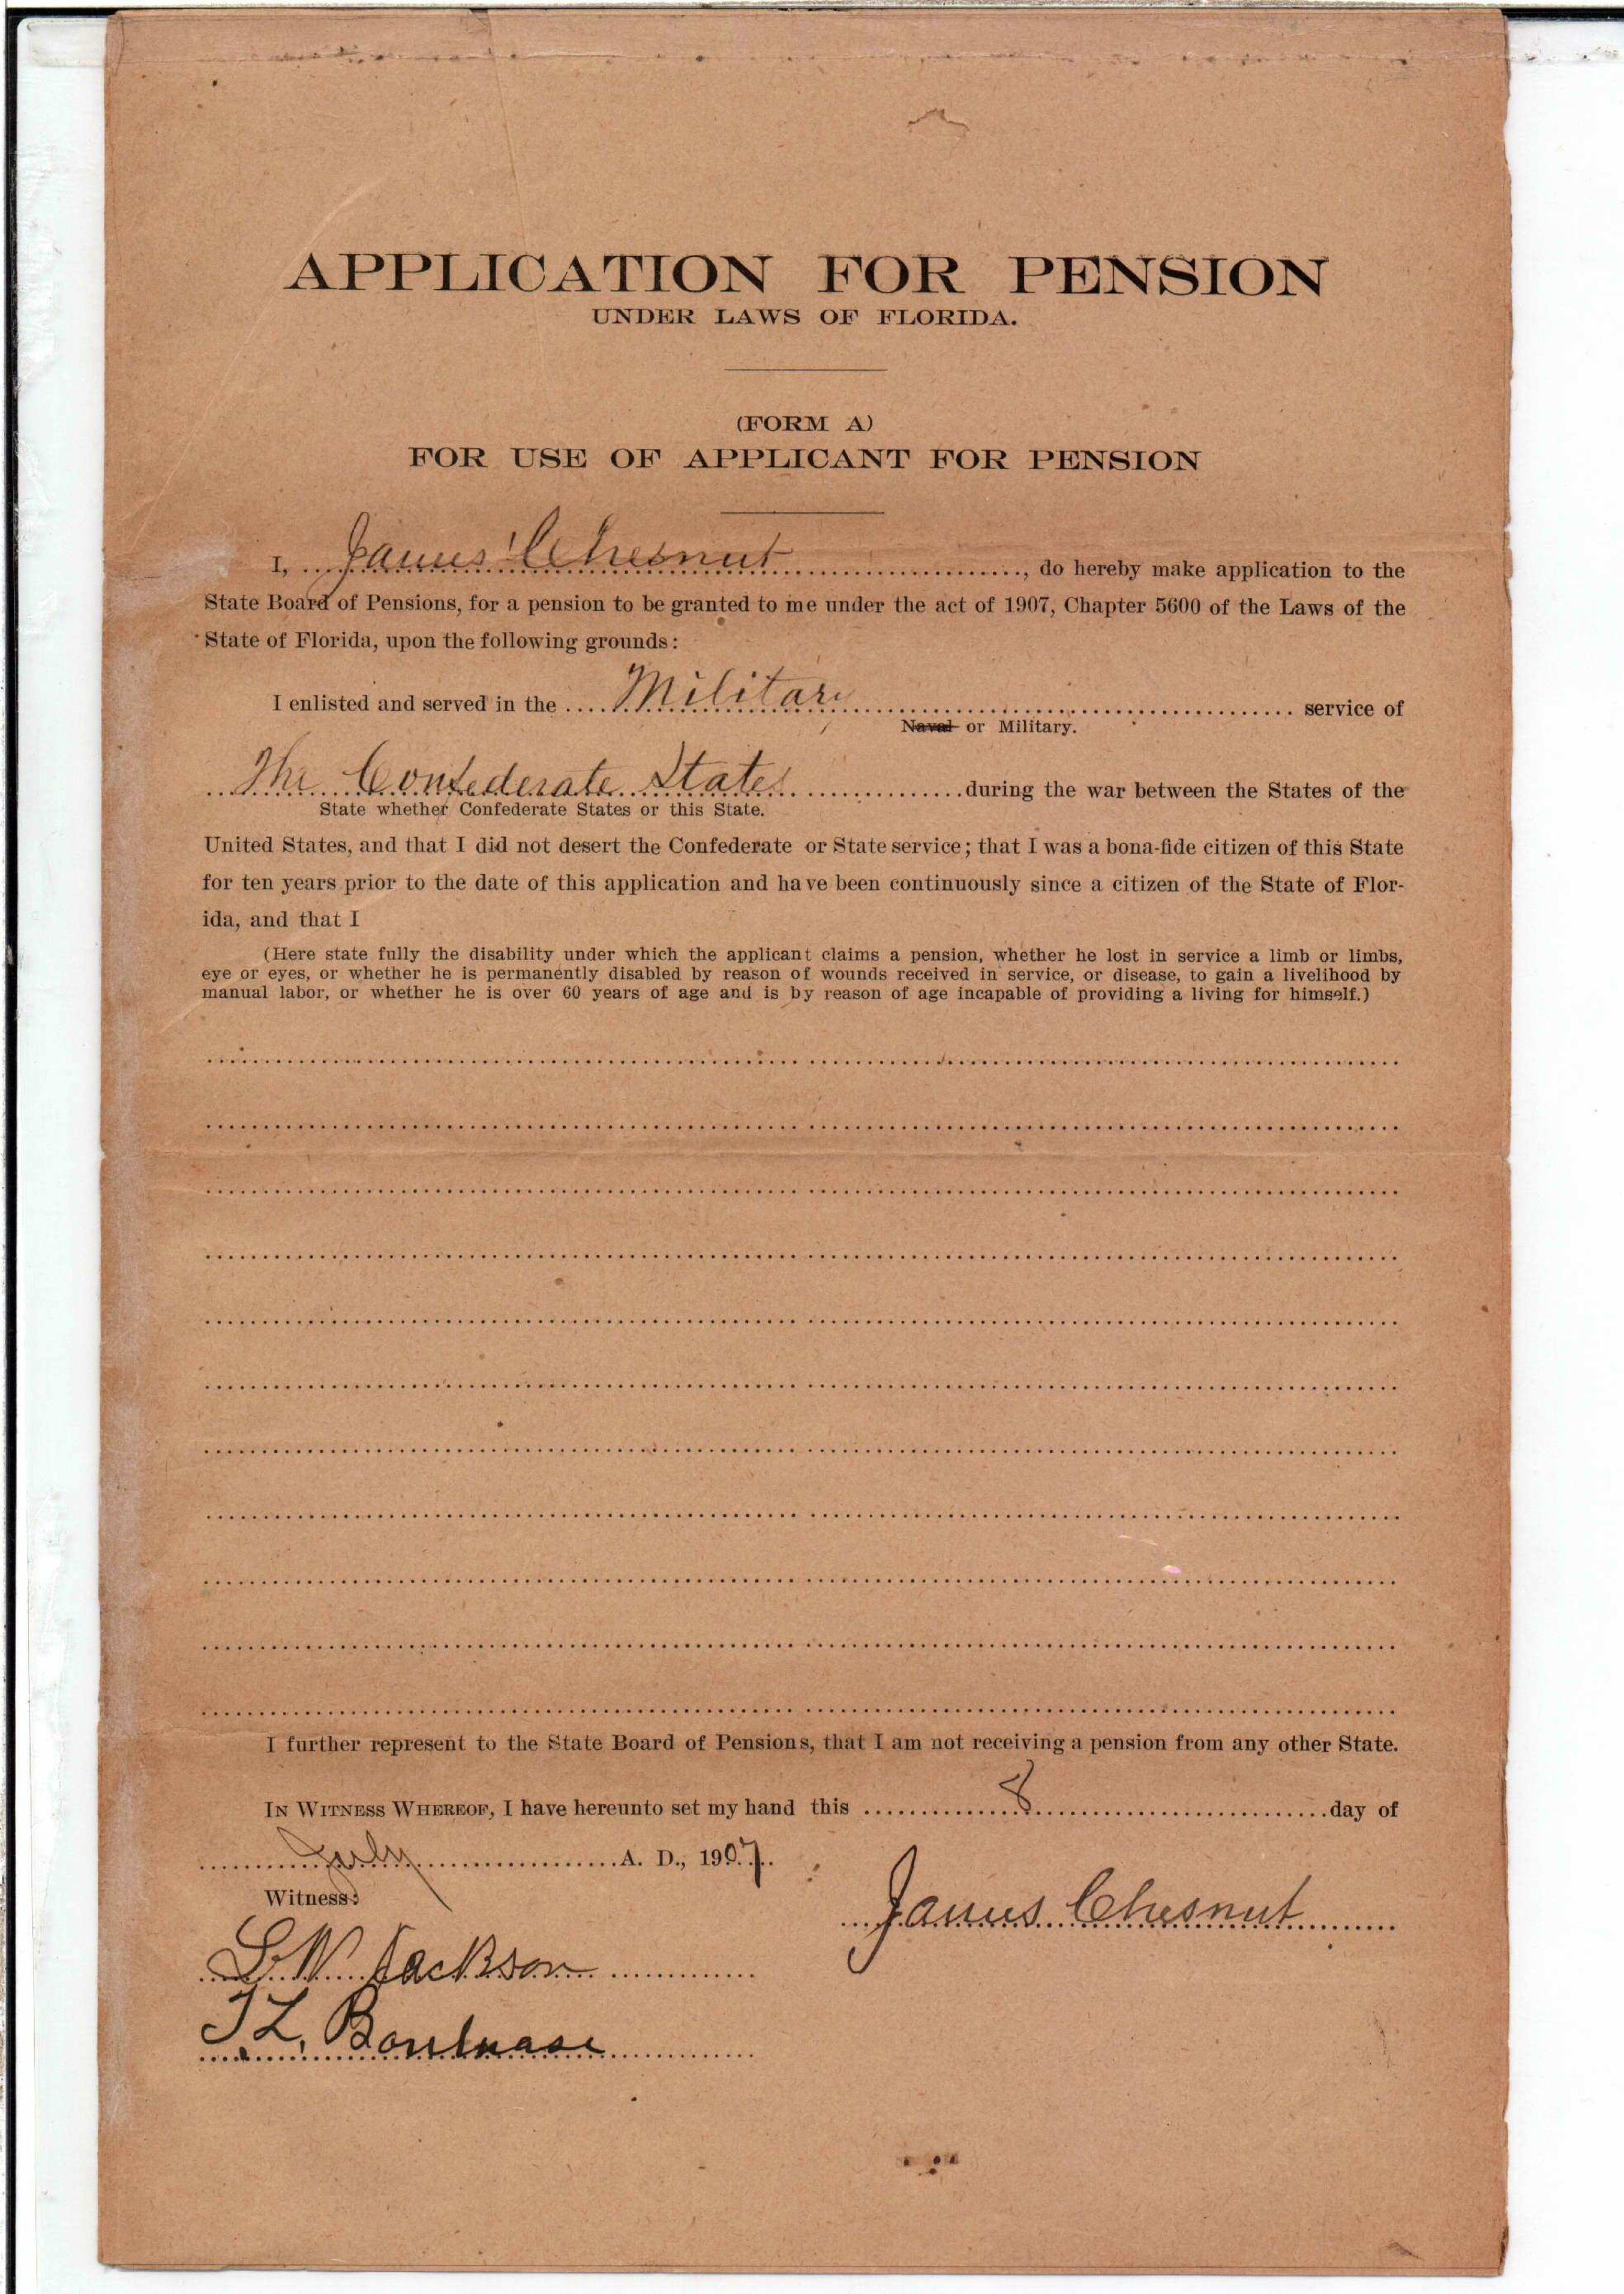 APPLICATION FOR PENSION
UNDER LAWS OF FLORIDA.
(FORM A)
FOR USE OF APPLICANT FOR PENSION
I, James Chesnut, do hereby make application to the
State Board of Pensions, for a pension to be granted to me under the act of 1907, Chapter 5600 of the Laws of the
State of Florida, upon the following grounds:
I enlisted and served in the Military service of
Naval or Military.
The Confederate States during the war between the States of the
State whether Confederate States or this State.
United States, and that I did not desert the Confederate or State service; that I was a bona-fide citizen of this State
for ten years prior to the date of this application and have been continuously since a citizen of the State of Flor-
ida, and that I
(Here state fully the disability under which the applicant claims a pension, whether he lost in service a limb or limbs,
eye or eyes, or whether he is permanently disabled by reason of wounds received in service, or disease, to gain a livelihood by
manual labor, or whether he is over 60 years of age and is by reason of age incapable of providing a living for himself.)
I further represent to the State Board of Pensions, that I am not receiving a pension from any other State.
IN WITNESS WHEREOF, I have hereunto set my hand this 8 day of
July A. D., 1907.
Witness:
James Chesnut
S. W. Jackson
T L.